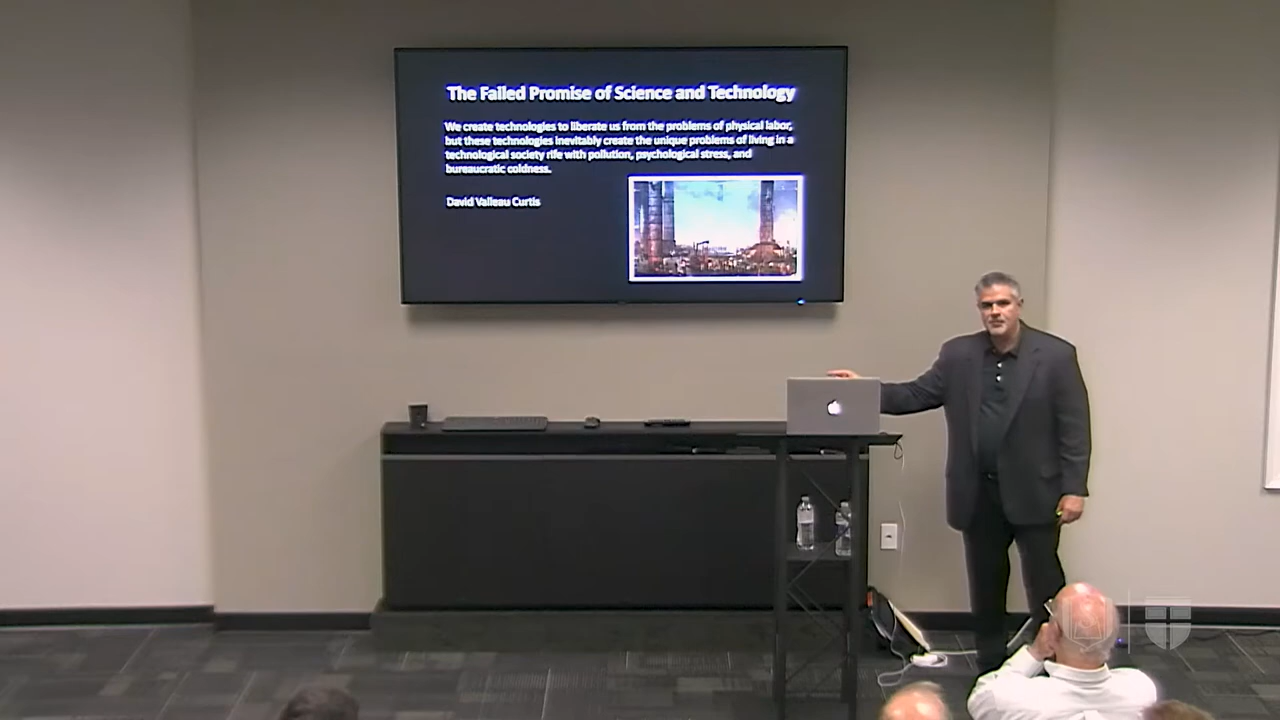 The Failed Promise of Science and Technology
We create technologies to liberate us from the problems of physical labor,
but these technologies inevitably create the unique problems of living in a
technological society rife with pollution, psychological stress, and
bureaucratic coldness.
David Valleau Curtis